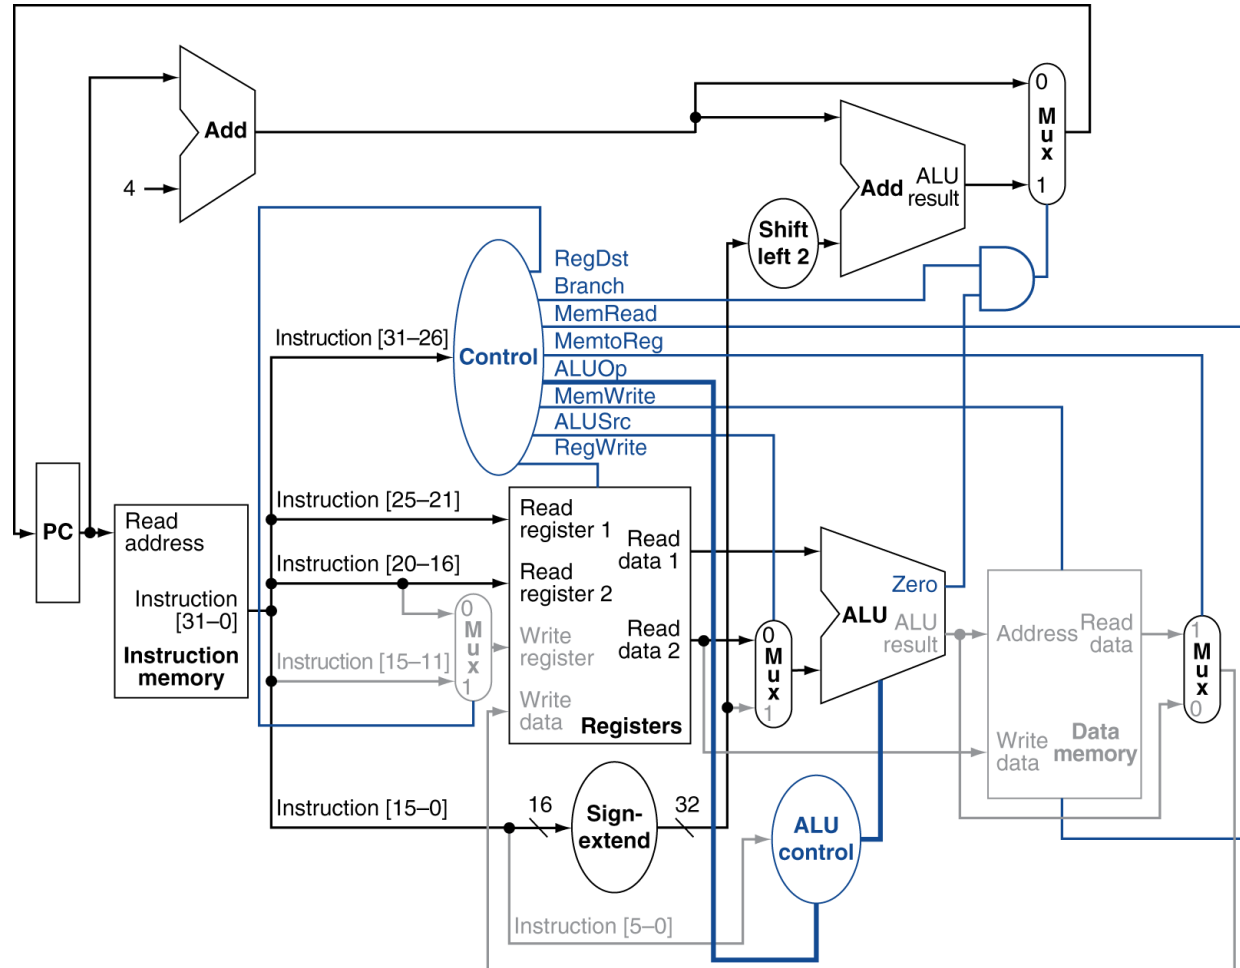 0
M
u
x
1
Add
4
Add
ALU
result
Shift
left 2
RegDst
Branch
MemRead
MemtoReg
ALUOp
MemWrite
ALUSrc
RegWrite
Control
Instruction [31–26]
PC
Read
address
Instruction
[31–0]
Instruction
memory
Instruction [25–21]
Instruction [20–16]
Instruction [15–11]
0
M
u
x
1
Read
register 1
Read
register 2
Write
register
Write
data
Read
data 1
Read
data 2
Registers
0
M
u
x
1
Zero
ALU
ALU
result
Address
Read
data
Write
data
Data
memory
1
M
u
x
0
Instruction [15–0]
16
Sign-
extend
32
ALU
control
Instruction [5–0]